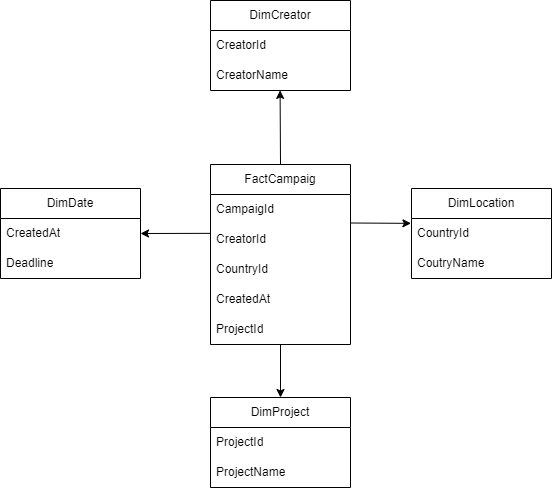 DimCreator
CreatorId
CreatorName
FactCampaig
CampaigId
CreatorId
CountryId
CreatedAt
ProjectId
DimDate
CreatedAt
Deadline
DimLocation
CountryId
CoutryName
DimProject
ProjectId
ProjectName